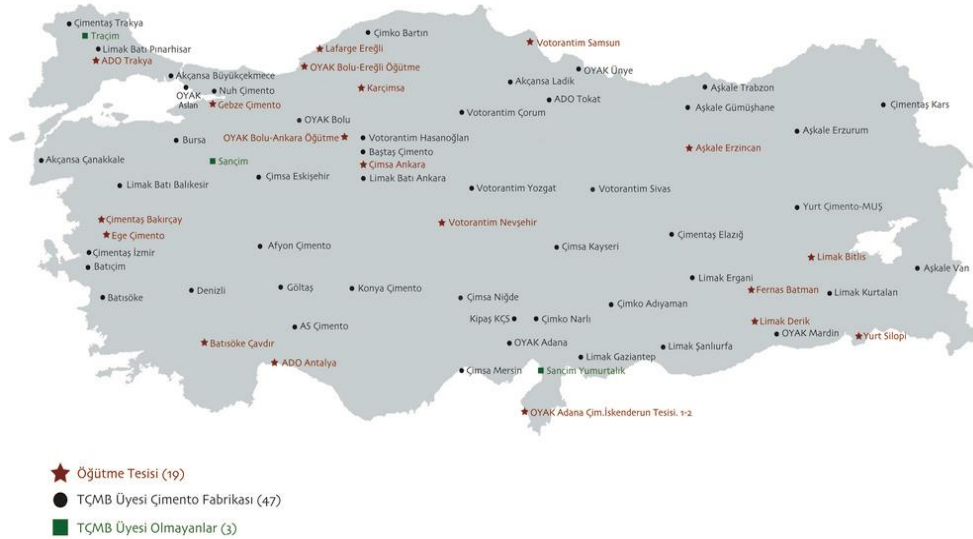 Çimentaş Trakya
Traçim
Limak Batı Pınarhisar
ADO Trakya
Akçansa Büyükçekmece
OYAK
Aslan
Nuh Çimento
Gebze Çimento
Çimko Bartın
Lafarge Ereğli
OYAK Bolu-Ereğli Öğütme
Karçimsa
Votorantim Samsun
OYAK Ünye
Akçansa Ladik
ADO Tokat
Votorantim Çorum
Aşkale Trabzon
Aşkale Gümüşhane
Çimentaş Kars
Aşkale Erzurum
Aşkale Erzincan
OYAK Bolu
OYAK Bolu-Ankara Öğütme
Votorantim Hasanoğlan
Baştaş Çimento
Çimsa Ankara
Limak Batı Ankara
Bursa
Sançim
Akçansa Çanakkale
Çimsa Eskişehir
Limak Batı Balıkesir
Votorantim Yozgat
Votorantim Sivas
Yurt Çimento-MUŞ
Çimentaş Bakırçay
Ege Çimento
Votorantim Nevşehir
Çimentaş Elazığ
Çimentaş İzmir
Afyon Çimento
Çimsa Kayseri
Limak Bitlis
Batıçim
Aşkale Van
Limak Ergani
Fernas Batman
Limak Kurtalan
Batısöke
Denizli
Göltaş
Konya Çimento
Çimsa Niğde
Çimko Adıyaman
Kipaş KÇS
Çimko Narlı
Limak Derik
AS Çimento
OYAK Mardin
Yurt Silopi
Batısöke Çavdır
OYAK Adana
Limak Şanlıurfa
Limak Gaziantep
ADO Antalya
Çimsa Mersin
Sançim Yumurtalık
OYAK Adana Çim.İskenderun Tesisi. 1-2
Öğütme Tesisi (19)
TÇMB Üyesi Çimento Fabrikası (47)
TÇMB Üyesi Olmayanlar (3)